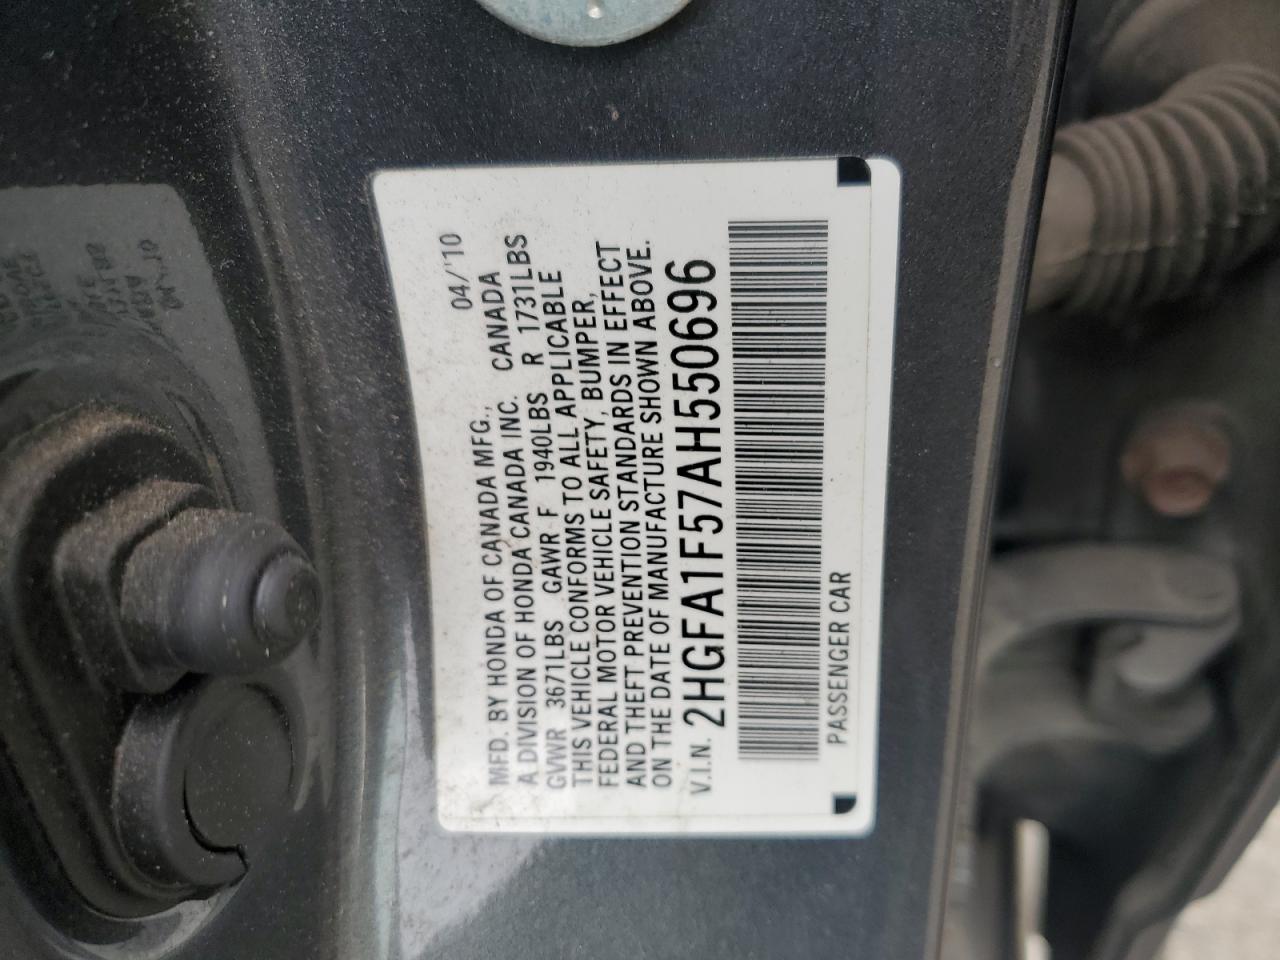 04/'10
MFD. BY HONDA OF CANADA MFG.,
A DIVISION OF HONDA CANADA INC. CANADA
GVWR 3671LBS GAWR F 1940LBS R 1731LBS
THIS VEHICLE CONFORMS TO ALL APPLICABLE
FEDERAL MOTOR VEHICLE SAFETY, BUMPER,
AND THEFT PREVENTION STANDARDS IN EFFECT
ON THE DATE OF MANUFACTURE SHOWN ABOVE.
V.I.N. 2HGFA1F57AH550696
PASSENGER CAR